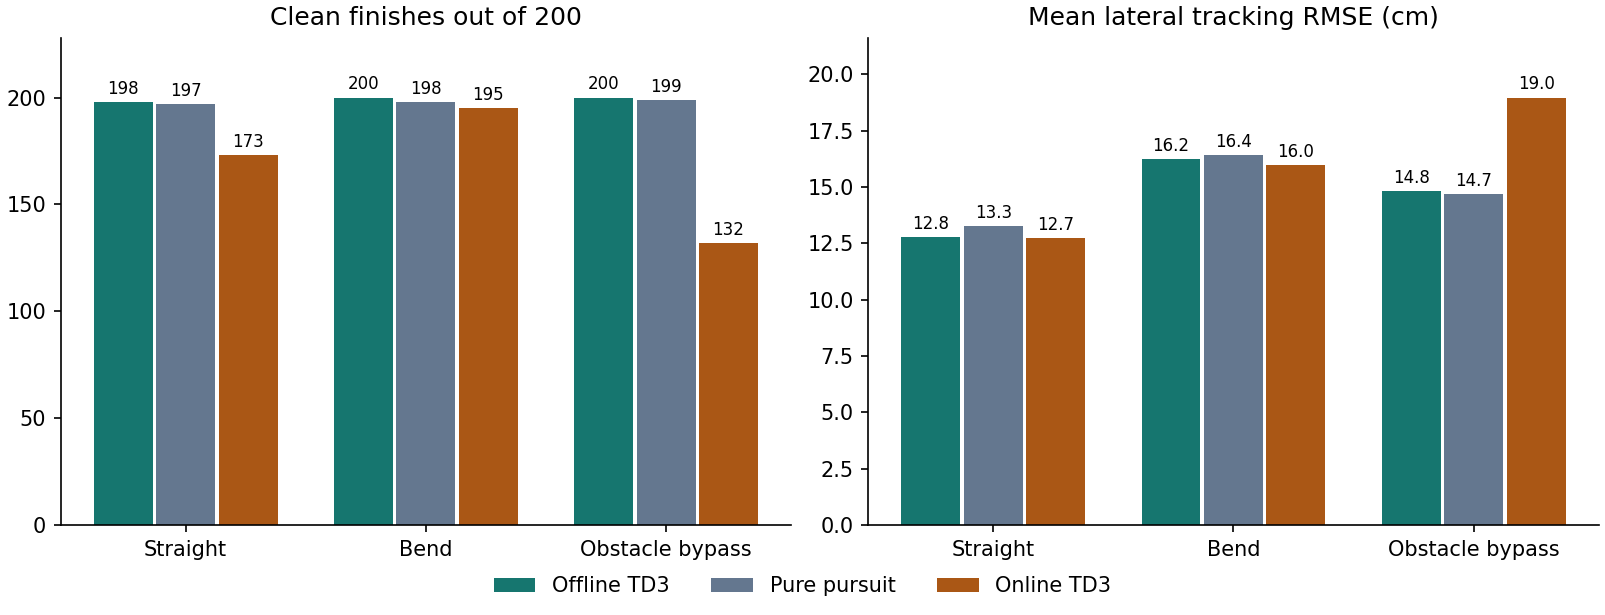 Clean finishes out of 200
200
150
100
50
0
198
197
173
200
198
195
200
199
132
Straight
Bend
Obstacle bypass
Mean lateral tracking RMSE (cm)
20.0
17.5
15.0
12.5
10.0
7.5
5.0
2.5
0.0
12.8
13.3
12.7
16.2
16.4
16.0
14.8
14.7
19.0
Straight
Bend
Obstacle bypass
Offline TD3
Pure pursuit
Online TD3